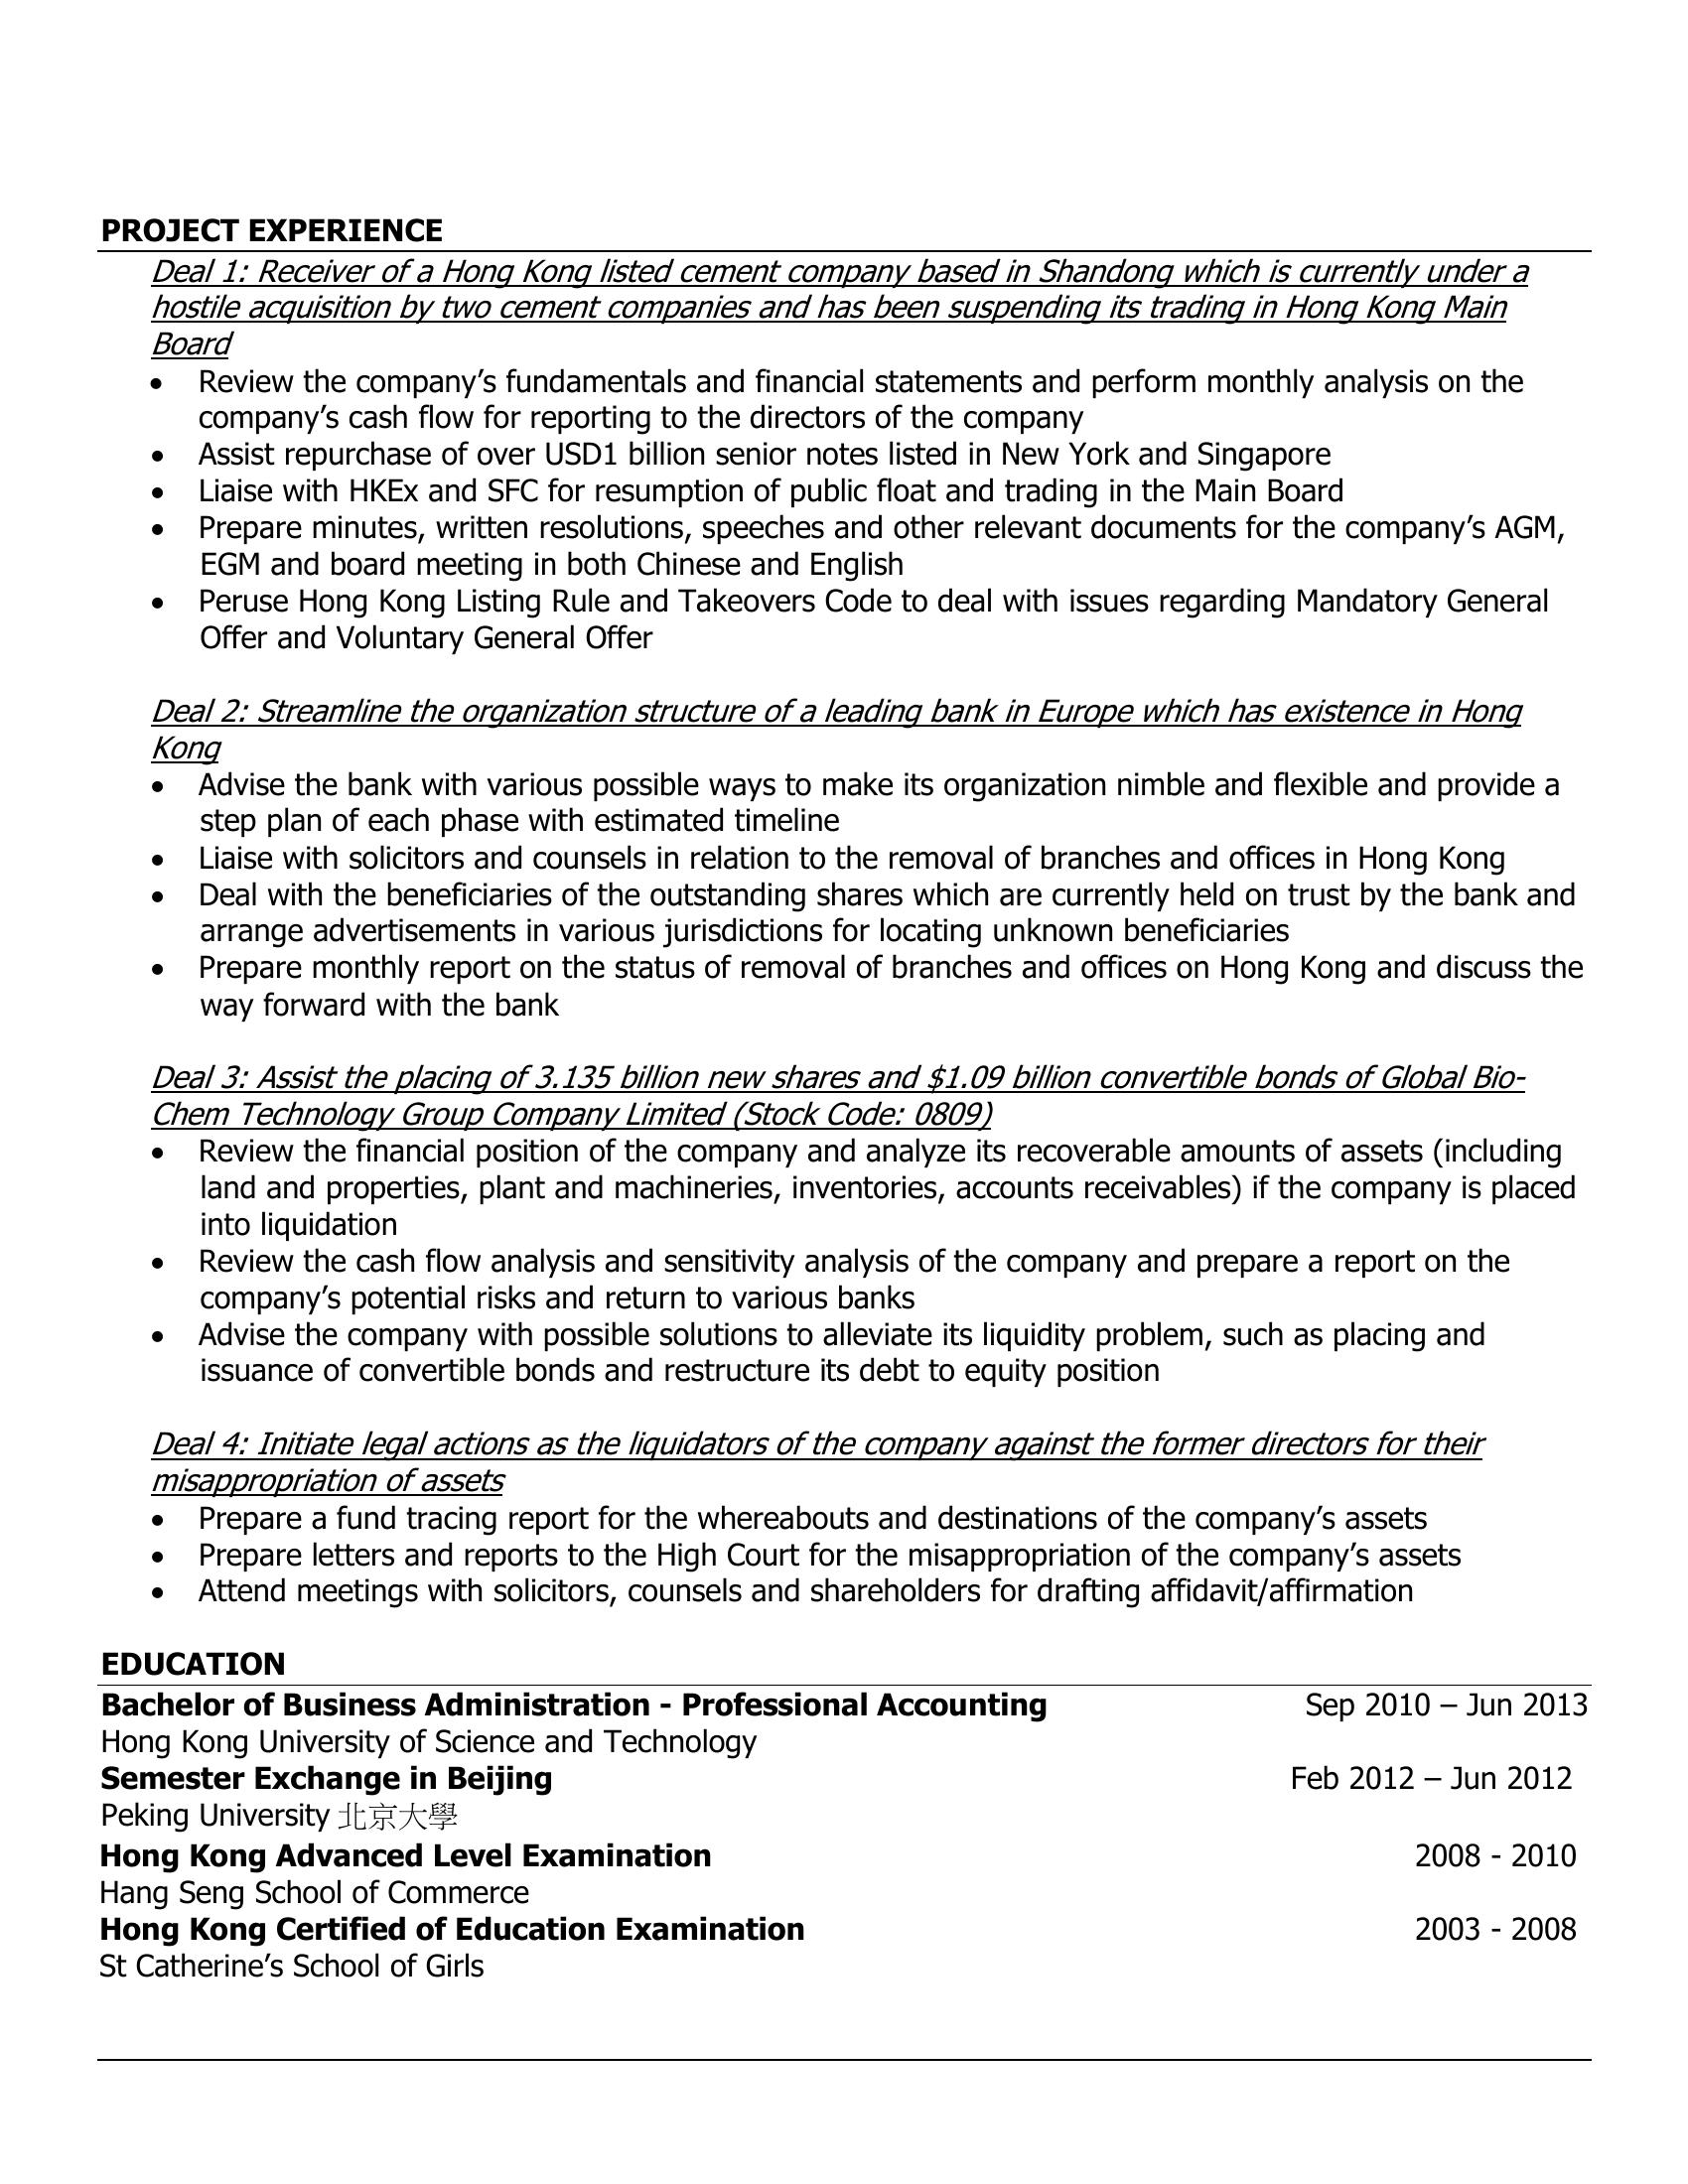 PROJECT EXPERIENCE
Deal 1: Receiver of a Hong Kong listed cement company based in Shandong which is currently under a
hostile acquisition by two cement companies and has been suspending its trading in Hong Kong Main
Board
• Review the company’s fundamentals and financial statements and perform monthly analysis on the
company’s cash flow for reporting to the directors of the company
• Assist repurchase of over USD1 billion senior notes listed in New York and Singapore
• Liaise with HKEx and SFC for resumption of public float and trading in the Main Board
• Prepare minutes, written resolutions, speeches and other relevant documents for the company’s AGM,
EGM and board meeting in both Chinese and English
• Peruse Hong Kong Listing Rule and Takeovers Code to deal with issues regarding Mandatory General
Offer and Voluntary General Offer
Deal 2: Streamline the organization structure of a leading bank in Europe which has existence in Hong
Kong
• Advise the bank with various possible ways to make its organization nimble and flexible and provide a
step plan of each phase with estimated timeline
• Liaise with solicitors and counsels in relation to the removal of branches and offices in Hong Kong
• Deal with the beneficiaries of the outstanding shares which are currently held on trust by the bank and
arrange advertisements in various jurisdictions for locating unknown beneficiaries
• Prepare monthly report on the status of removal of branches and offices on Hong Kong and discuss the
way forward with the bank
Deal 3: Assist the placing of 3.135 billion new shares and $1.09 billion convertible bonds of Global Bio-
Chem Technology Group Company Limited (Stock Code: 0809)
• Review the financial position of the company and analyze its recoverable amounts of assets (including
land and properties, plant and machineries, inventories, accounts receivables) if the company is placed
into liquidation
• Review the cash flow analysis and sensitivity analysis of the company and prepare a report on the
company’s potential risks and return to various banks
• Advise the company with possible solutions to alleviate its liquidity problem, such as placing and
issuance of convertible bonds and restructure its debt to equity position
Deal 4: Initiate legal actions as the liquidators of the company against the former directors for their
misappropriation of assets
• Prepare a fund tracing report for the whereabouts and destinations of the company’s assets
• Prepare letters and reports to the High Court for the misappropriation of the company’s assets
• Attend meetings with solicitors, counsels and shareholders for drafting affidavit/affirmation
EDUCATION
Bachelor of Business Administration - Professional Accounting Sep 2010 – Jun 2013
Hong Kong University of Science and Technology
Semester Exchange in Beijing Feb 2012 – Jun 2012
Peking University 北京大學
Hong Kong Advanced Level Examination 2008 - 2010
Hang Seng School of Commerce
Hong Kong Certified of Education Examination 2003 - 2008
St Catherine’s School of Girls